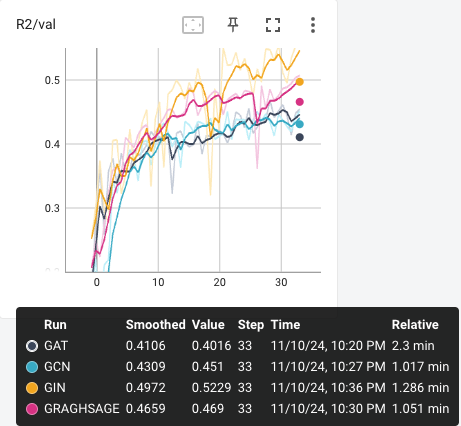 R2/val
0.5
0.4
0.3
0 10 20 30
Run Smoothed Value Step Time Relative
GAT 0.4106 0.4016 33 11/10/24, 10:20 PM 2.3 min
GCN 0.4309 0.451 33 11/10/24, 10:27 PM 1.017 min
GIN 0.4972 0.5229 33 11/10/24, 10:36 PM 1.286 min
GRAGHSAGE 0.4659 0.469 33 11/10/24, 10:30 PM 1.051 min